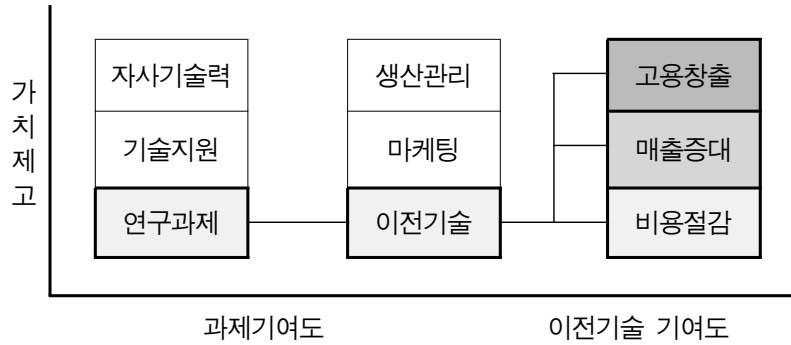 가치제고
자사기술력 생산관리 고용창출
기술지원 마케팅 매출증대
연구과제 이전기술 비용절감
과제기여도 이전기술 기여도